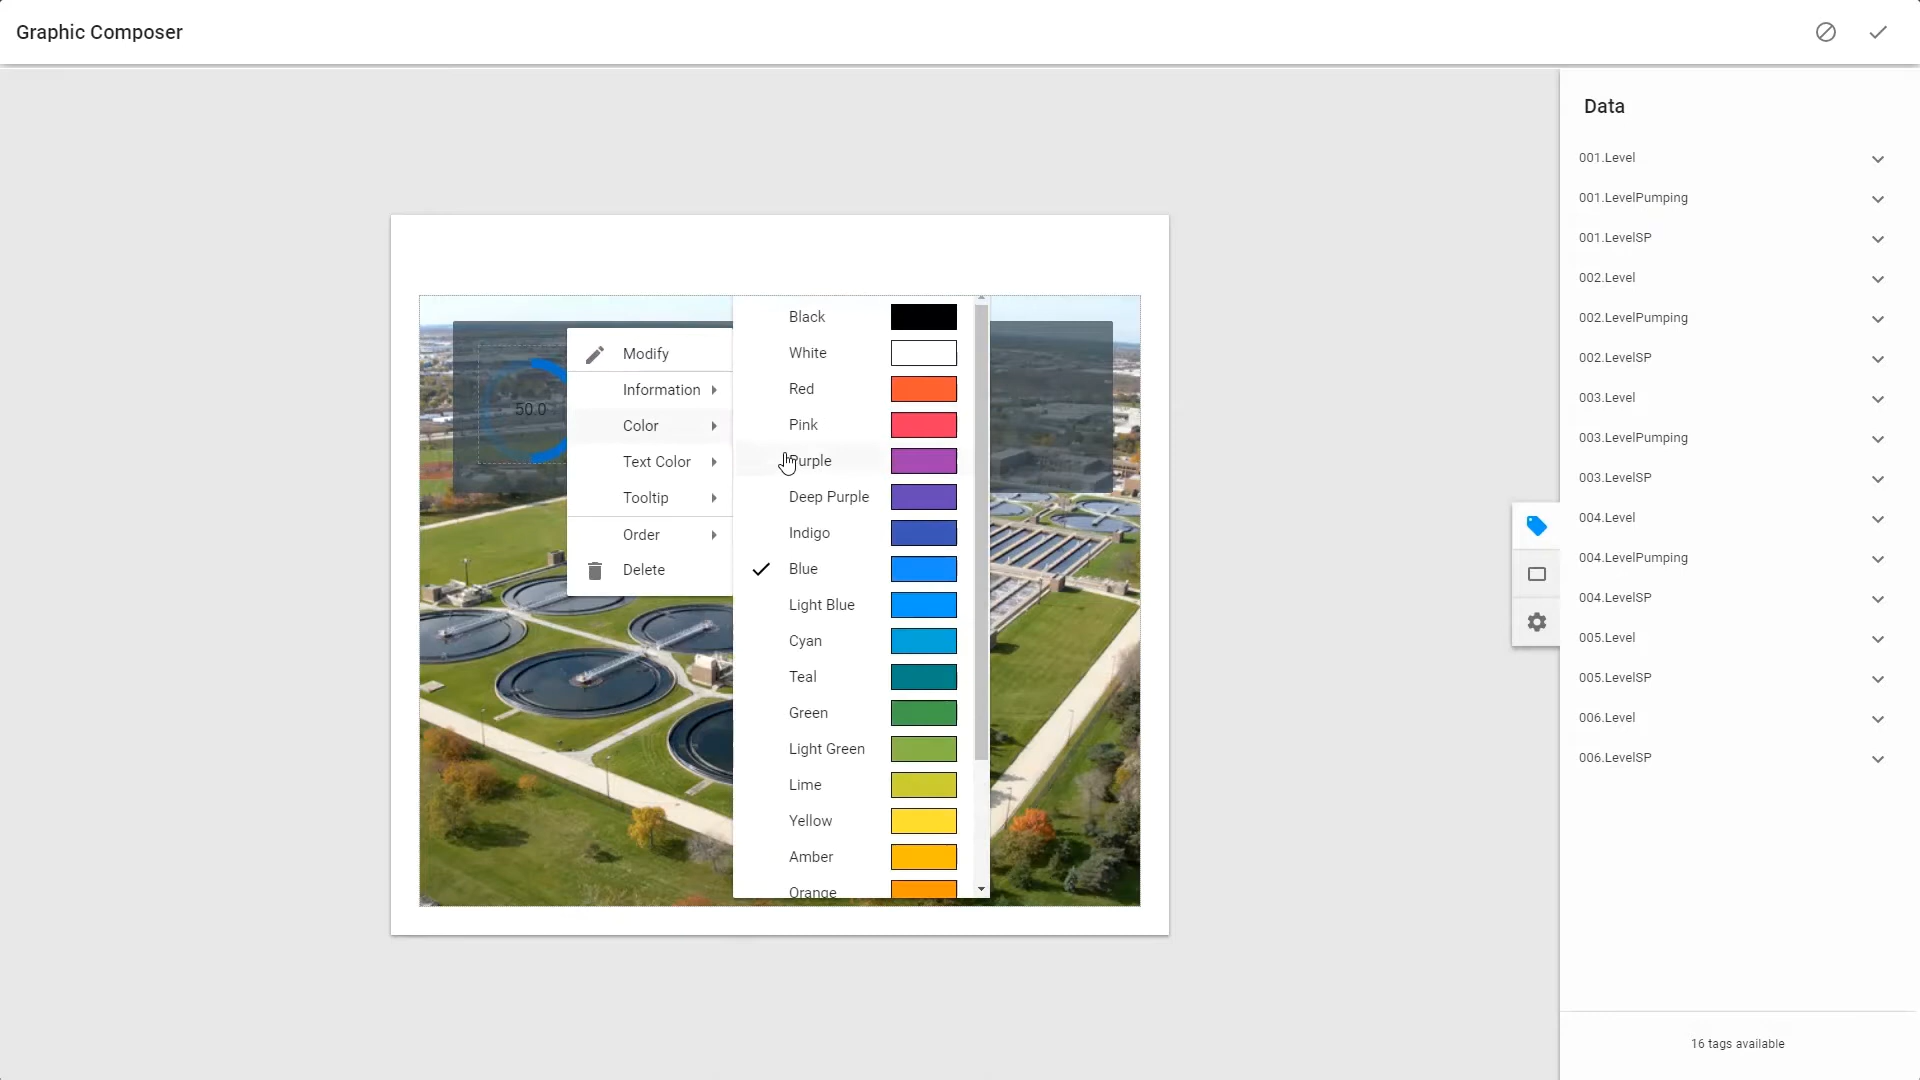 Graphic Composer
Data
001.Level
001.LevelPumping
001.LevelSP
002.Level
002.LevelPumping
002.LevelSP
003.Level
003.LevelPumping
003.LevelSP
004.Level
004.LevelPumping
004.LevelSP
005.Level
005.LevelSP
006.Level
006.LevelSP
16 tags available
50.0
Modify
Information
Color
Text Color
Tooltip
Order
Delete
Black
White
Red
Pink
Purple
Deep Purple
Indigo
Blue
Light Blue
Cyan
Teal
Green
Light Green
Lime
Yellow
Amber
Orange